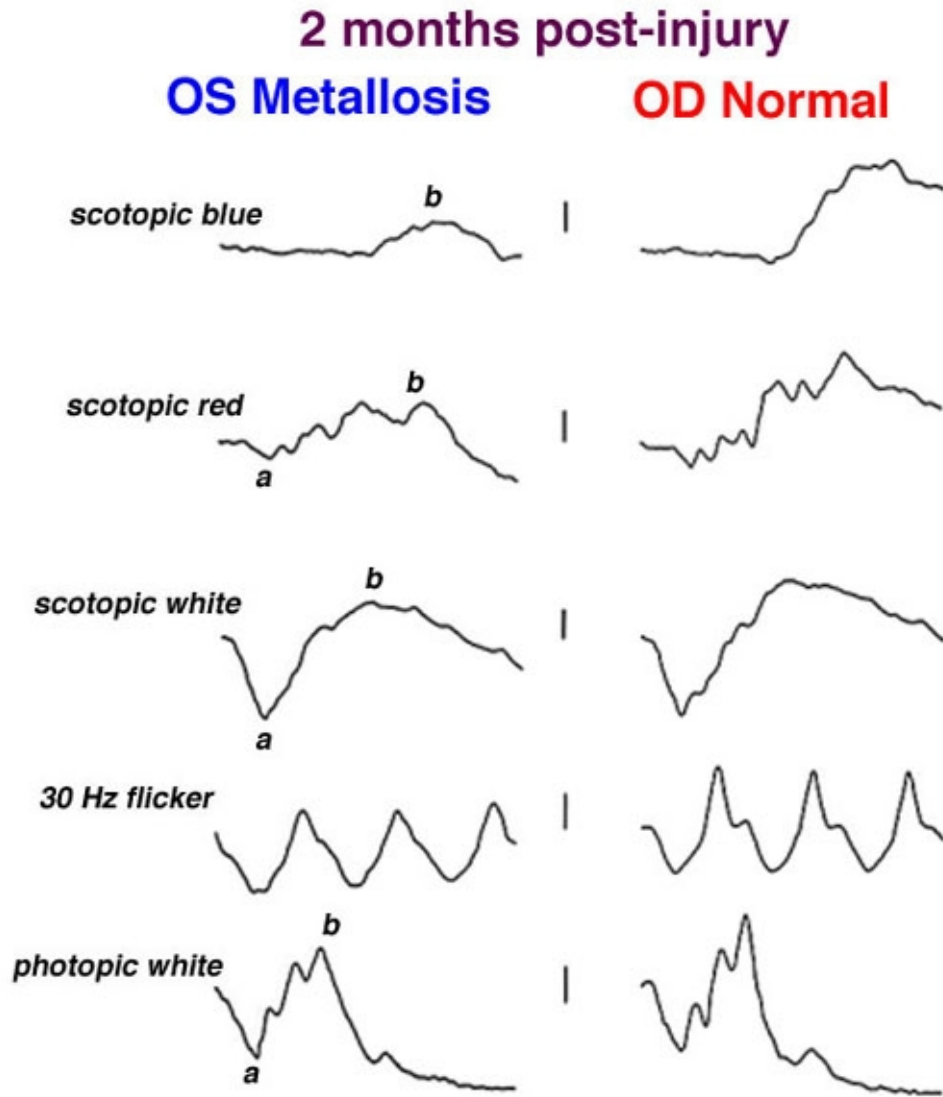 2 months post-injury
OS Metallosis OD Normal
scotopic blue b
scotopic red b
a
scotopic white b
a
30 Hz flicker
b
photopic white
a